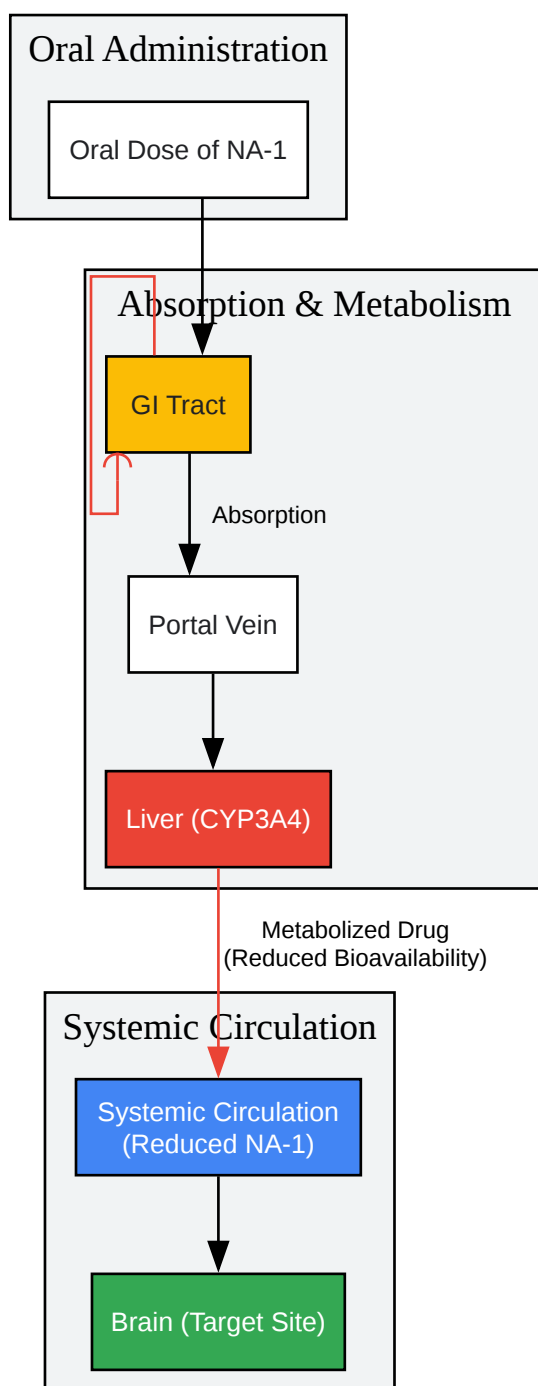 Oral Administration
Oral Dose of NA-1
Absorption & Metabolism
GI Tract
Absorption
Portal Vein
Liver (CYP3A4)
Metabolized Drug
(Reduced Bioavailability)
Systemic Circulation
Systemic Circulation
(Reduced NA-1)
Brain (Target Site)